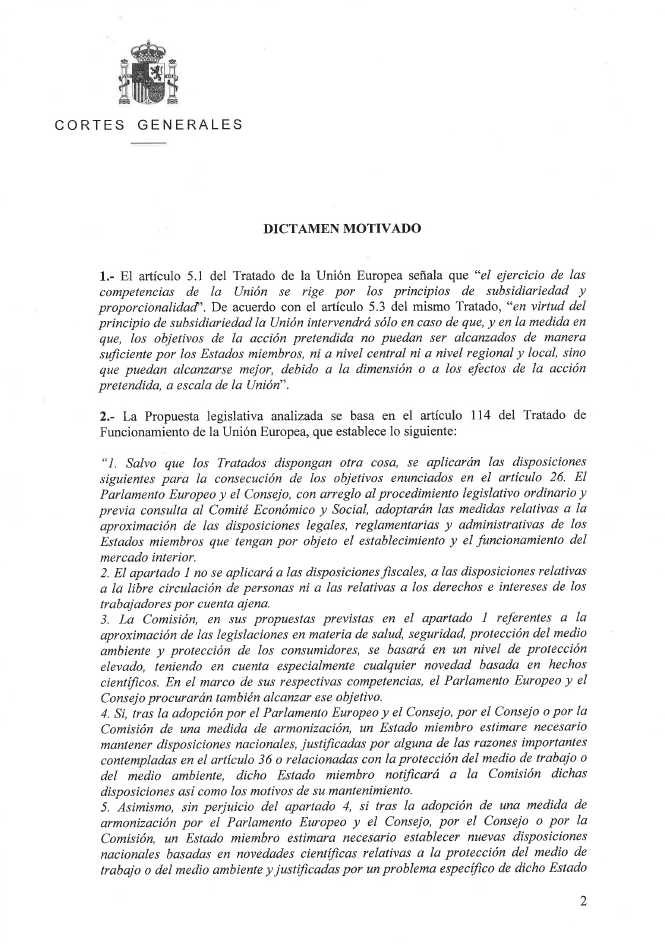 CORTES GENERALES
DICTAMEN MOTIVADO
1.- El artículo 5.1 del Tratado de la Unión Europea señala que “el ejercicio de las
competencias de la Unión se rige por los principios de subsidiariedad y
proporcionalidad”. De acuerdo con el artículo 5.3 del mismo Tratado, “en virtud del
principio de subsidiariedad la Unión intervendrá sólo en caso de que, y en la medida en
que, los objetivos de la acción pretendida no puedan ser alcanzados de manera
suficiente por los Estados miembros, ni a nivel central ni a nivel regional y local, sino
que puedan alcanzarse mejor, debido a la dimensión o a los efectos de la acción
pretendida, a escala de la Unión”.
2.- La Propuesta legislativa analizada se basa en el artículo 114 del Tratado de
Funcionamiento de la Unión Europea, que establece lo siguiente:
“1. Salvo que los Tratados dispongan otra cosa, se aplicarán las disposiciones
siguientes para la consecución de los objetivos enunciados en el artículo 26. El
Parlamento Europeo y el Consejo, con arreglo al procedimiento legislativo ordinario y
previa consulta al Comité Económico y Social, adoptarán las medidas relativas a la
aproximación de las disposiciones legales, reglamentarias y administrativas de los
Estados miembros que tengan por objeto el establecimiento y el funcionamiento del
mercado interior.
2. El apartado 1 no se aplicará a las disposiciones fiscales, a las disposiciones relativas
a la libre circulación de personas ni a las relativas a los derechos e intereses de los
trabajadores por cuenta ajena.
3. La Comisión, en sus propuestas previstas en el apartado 1 referentes a la
aproximación de las legislaciones en materia de salud, seguridad, protección del medio
ambiente y protección de los consumidores, se basará en un nivel de protección
elevado, teniendo en cuenta especialmente cualquier novedad basada en hechos
científicos. En el marco de sus respectivas competencias, el Parlamento Europeo y el
Consejo procurarán también alcanzar ese objetivo.
4. Si, tras la adopción por el Parlamento Europeo y el Consejo, por el Consejo o por la
Comisión de una medida de armonización, un Estado miembro estimare necesario
mantener disposiciones nacionales, justificadas por alguna de las razones importantes
contempladas en el artículo 36 o relacionadas con la protección del medio de trabajo o
del medio ambiente, dicho Estado miembro notificará a la Comisión dichas
disposiciones así como los motivos de su mantenimiento.
5. Asimismo, sin perjuicio del apartado 4, si tras la adopción de una medida de
armonización por el Parlamento Europeo y el Consejo, por el Consejo o por la
Comisión, un Estado miembro estimara necesario establecer nuevas disposiciones
nacionales basadas en novedades científicas relativas a la protección del medio de
trabajo o del medio ambiente y justificadas por un problema específico de dicho Estado
2